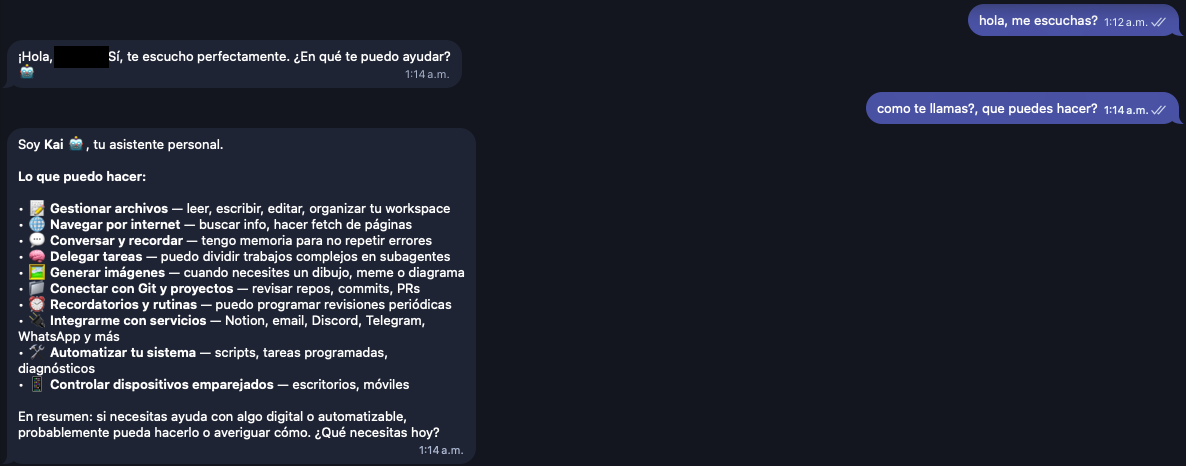 hola, me escuchas? 1:12 a.m.
¡Hola, Sí, te escucho perfectamente. ¿En qué te puedo ayudar?
1:14 a.m.
como te llamas?, que puedes hacer? 1:14 a.m.
Soy Kai , tu asistente personal.
Lo que puedo hacer:
• Gestionar archivos — leer, escribir, editar, organizar tu workspace
• Navegar por internet — buscar info, hacer fetch de páginas
• Conversar y recordar — tengo memoria para no repetir errores
• Delegar tareas — puedo dividir trabajos complejos en subagentes
• Generar imágenes — cuando necesites un dibujo, meme o diagrama
• Conectar con Git y proyectos — revisar repos, commits, PRs
• Recordatorios y rutinas — puedo programar revisiones periódicas
• Integrarme con servicios — Notion, email, Discord, Telegram,
WhatsApp y más
• Automatizar tu sistema — scripts, tareas programadas,
diagnósticos
• Controlar dispositivos emparejados — escritorios, móviles
En resumen: si necesitas ayuda con algo digital o automatizable,
probablemente pueda hacerlo o averiguar cómo. ¿Qué necesitas hoy?
1:14 a.m.